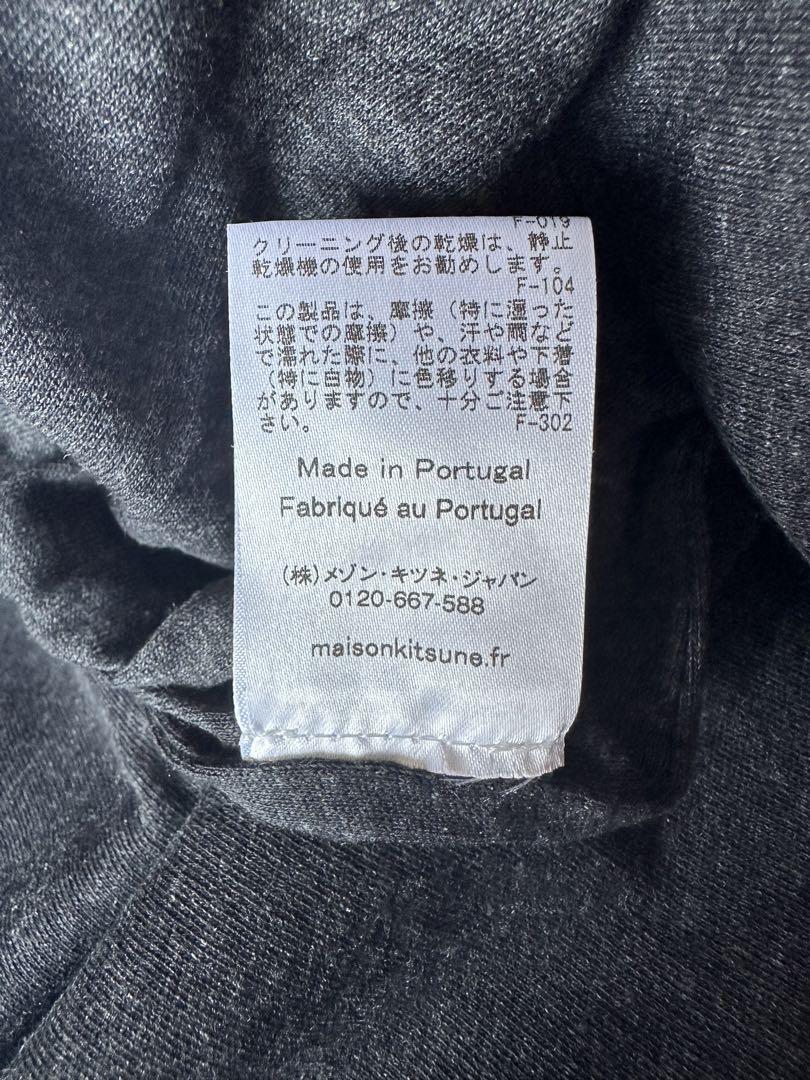 F-019
クリーニング後の乾燥は、静止
乾燥機の使用をお勧めします。
F-104
この製品は、摩擦（特に湿った
状態での摩擦）や、汗や雨など
で濡れた際に、他の衣料や下着
（特に白物）に色移りする場合
がありますので、十分ご注意下
さい。 F-302
Made in Portugal
Fabriqué au Portugal
(株)メゾン・キツネ・ジャパン
0120-667-588
maisonkitsune.fr